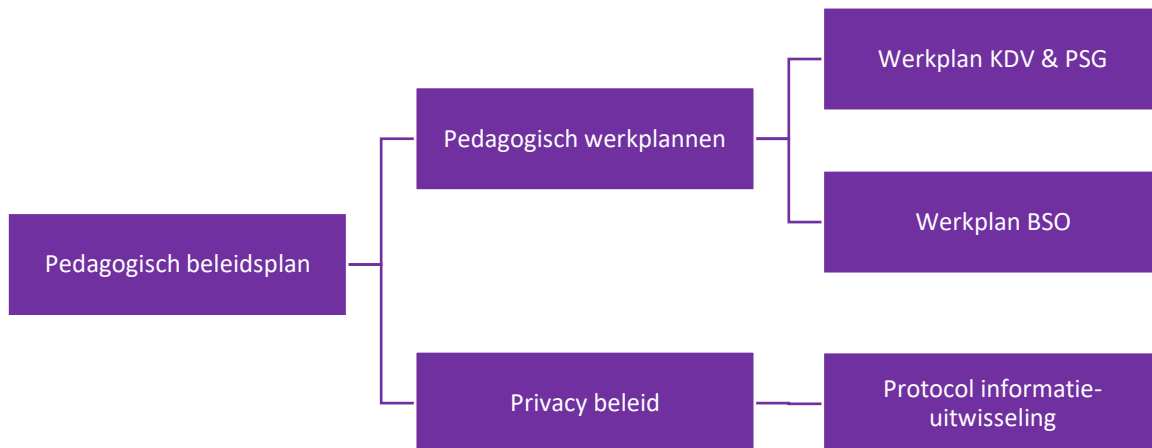 Werkplan KDV & PSG
Pedagogisch werkplannen
Werkplan BSO
Pedagogisch beleidsplan
Privacy beleid
Protocol informatie-
uitwisseling